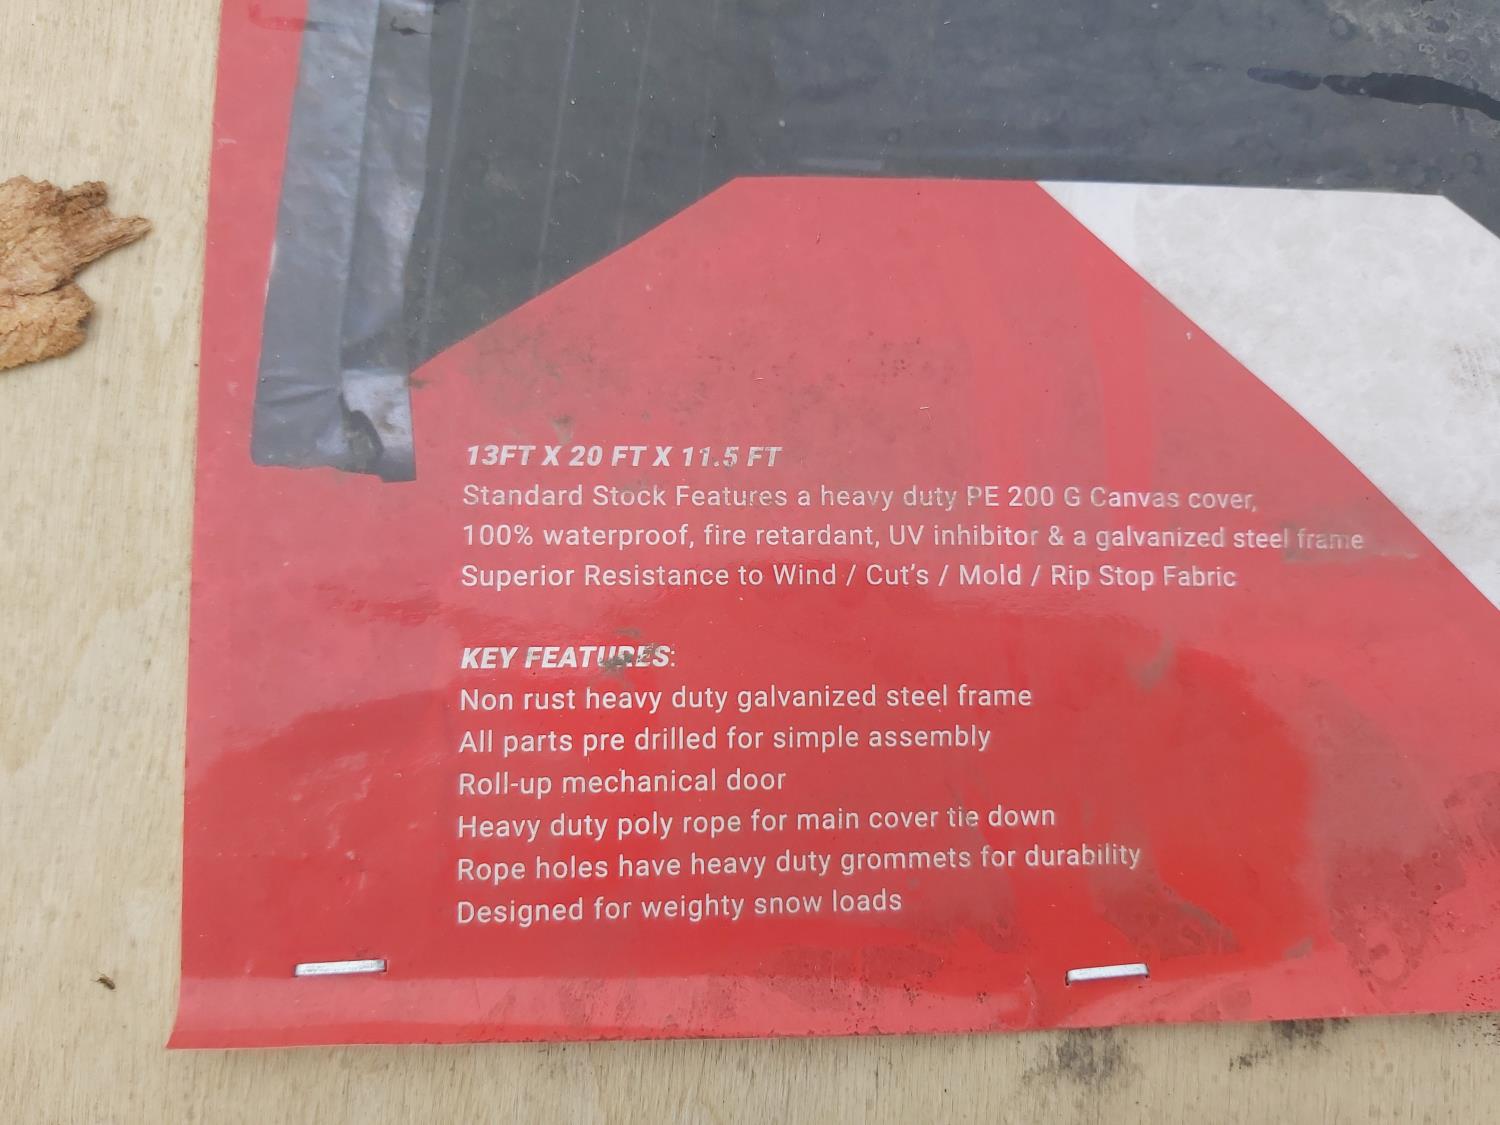 13FT X 20 FT X 11.5 FT
Standard Stock Features a heavy duty PE 200 G Canvas cover,
100% waterproof, fire retardant, UV inhibitor & a galvanized steel frame
Superior Resistance to Wind / Cut's / Mold / Rip Stop Fabric
KEY FEATURES:
Non rust heavy duty galvanized steel frame
All parts pre drilled for simple assembly
Roll-up mechanical door
Heavy duty poly rope for main cover tie down
Rope holes have heavy duty grommets for durability
Designed for weighty snow loads